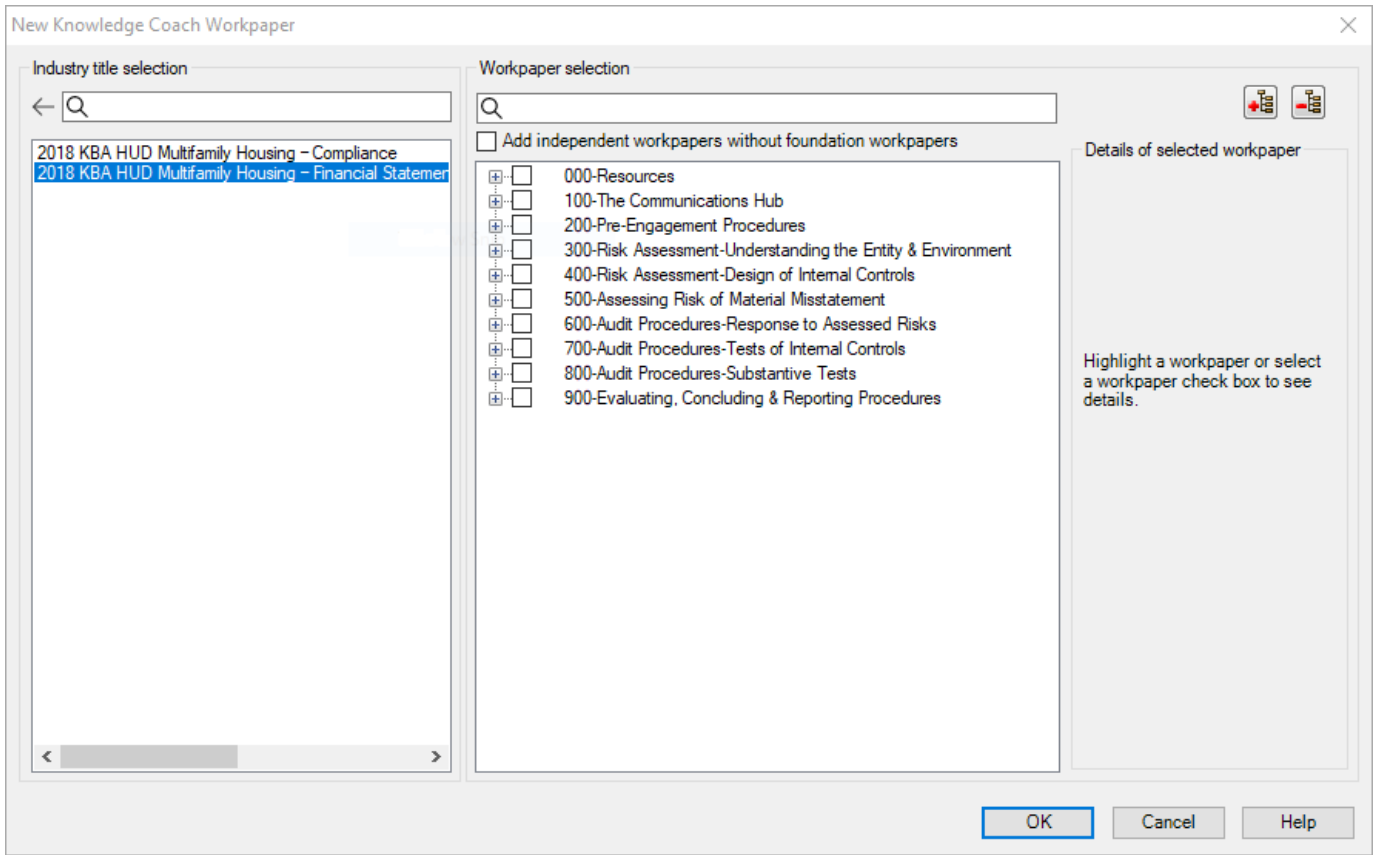 New Knowledge Coach Workpaper
Industry title selection
2018 KBA HUD Multifamily Housing – Compliance
2018 KBA HUD Multifamily Housing – Financial Statemen
Workpaper selection
Add independent workpapers without foundation workpapers
000-Resources
100-The Communications Hub
200-Pre-Engagement Procedures
300-Risk Assessment-Understanding the Entity & Environment
400-Risk Assessment-Design of Internal Controls
500-Assessing Risk of Material Misstatement
600-Audit Procedures-Response to Assessed Risks
700-Audit Procedures-Tests of Internal Controls
800-Audit Procedures-Substantive Tests
900-Evaluating, Concluding & Reporting Procedures
Details of selected workpaper
Highlight a workpaper or select
a workpaper check box to see
details.
OK Cancel Help